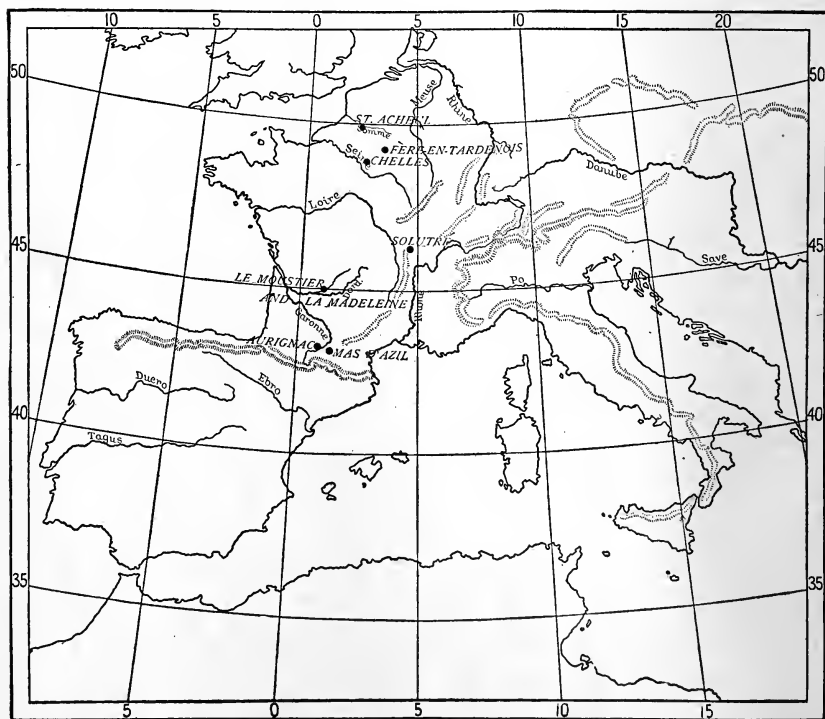 10 5 0 5 10 15 20
50 50
Meuse
Rhine
ST. ACHEUL
Somme
FERE-EN-TARDENOIS
Seine
CHELLES
Danube
Loire
45 45
SOLUTRE
Save
LE MOUSTIER
Po
Dord.
AND LA MADELEINE
Rhone
Garonne
AURIGNAC
MAS D'AZIL
Duero
Ebro
40 40
Tagus
35 35
5 0 5 10 15